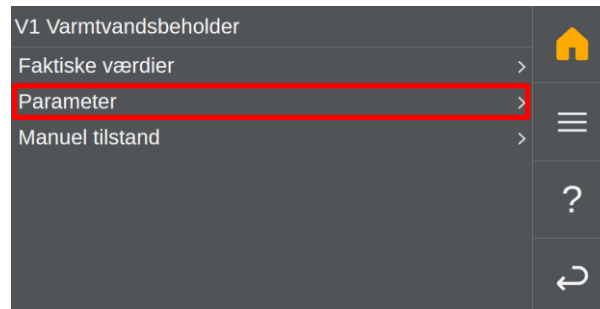 V1 Varmtvandsbeholder
Faktiske værdier >
Parameter >
Manuel tilstand >
?